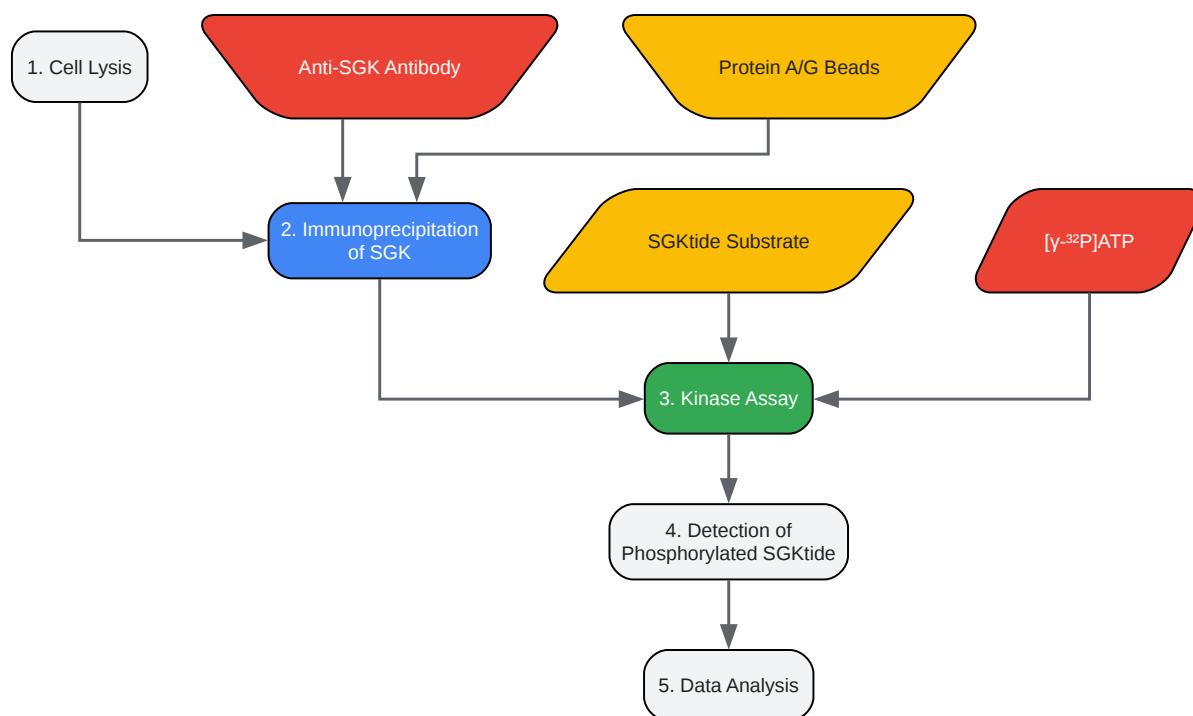 1. Cell Lysis
Anti-SGK Antibody
Protein A/G Beads
2. Immunoprecipitation
of SGK
SGKtide Substrate
[γ-³²P]ATP
3. Kinase Assay
4. Detection of
Phosphorylated SGKtide
5. Data Analysis